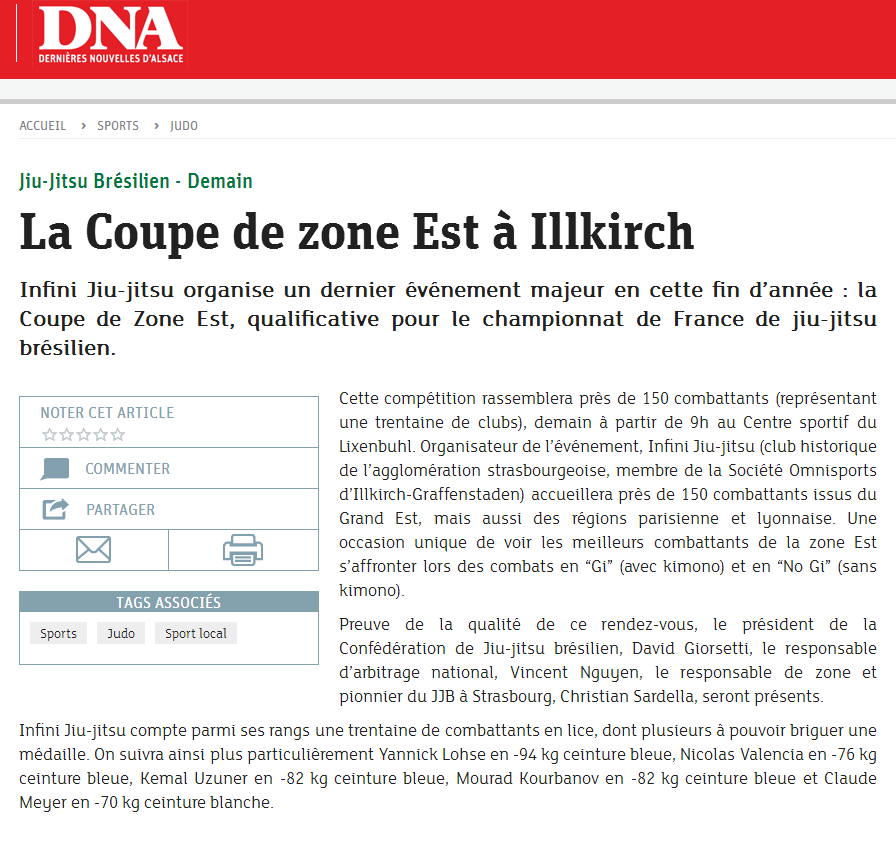 DNA
DERNIÈRES NOUVELLES D'ALSACE
ACCUEIL › SPORTS › JUDO
Jiu-Jitsu Brésilien - Demain
La Coupe de zone Est à Illkirch
Infini Jiu-jitsu organise un dernier événement majeur en cette fin d’année : la
Coupe de Zone Est, qualificative pour le championnat de France de jiu-jitsu
brésilien.
NOTER CET ARTICLE
COMMENTER
PARTAGER
TAGS ASSOCIÉS
Sports Judo Sport local
Cette compétition rassemblera près de 150 combattants (représentant
une trentaine de clubs), demain à partir de 9h au Centre sportif du
Lixenbuhl. Organisateur de l’événement, Infini Jiu-jitsu (club historique
de l’agglomération strasbourgeoise, membre de la Société Omnisports
d’Illkirch-Graffenstaden) accueillera près de 150 combattants issus du
Grand Est, mais aussi des régions parisienne et lyonnaise. Une
occasion unique de voir les meilleurs combattants de la zone Est
s’affronter lors des combats en “Gi” (avec kimono) et en “No Gi” (sans
kimono).
Preuve de la qualité de ce rendez-vous, le président de la
Confédération de Jiu-jitsu brésilien, David Giorsetti, le responsable
d’arbitrage national, Vincent Nguyen, le responsable de zone et
pionnier du JJB à Strasbourg, Christian Sardella, seront présents.
Infini Jiu-jitsu compte parmi ses rangs une trentaine de combattants en lice, dont plusieurs à pouvoir briguer une
médaille. On suivra ainsi plus particulièrement Yannick Lohse en -94 kg ceinture bleue, Nicolas Valencia en -76 kg
ceinture bleue, Kemal Uzuner en -82 kg ceinture bleue, Mourad Kourbanov en -82 kg ceinture bleue et Claude
Meyer en -70 kg ceinture blanche.